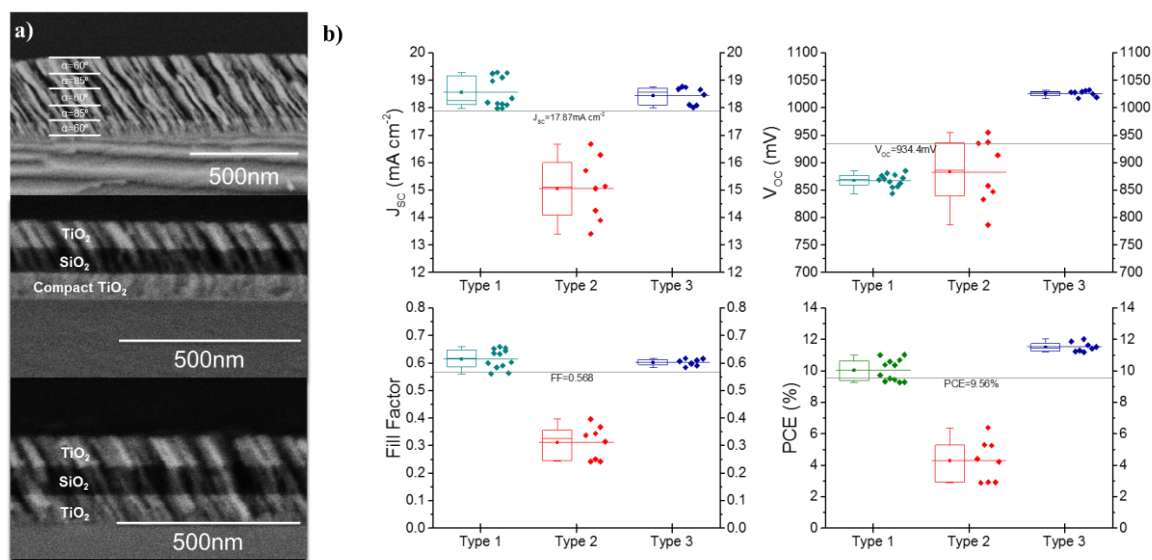 a)
α=60º
α=85º
α=60º
α=85º
α=60º
500nm
TiO₂
SiO₂
Compact TiO₂
500nm
TiO₂
SiO₂
TiO₂
500nm
b)
20 19 18 17 16 15 14 13 12
J_SC (mA cm⁻²)
J_SC=17.87mA cm⁻²
20 19 18 17 16 15 14 13 12
Type 1 Type 2 Type 3
1100 1050 1000 950 900 850 800 750 700
V_OC (mV)
V_OC=934.4mV
1100 1050 1000 950 900 850 800 750 700
Type 1 Type 2 Type 3
0.8 0.7 0.6 0.5 0.4 0.3 0.2 0.1 0.0
Fill Factor
FF=0.568
0.8 0.7 0.6 0.5 0.4 0.3 0.2 0.1 0.0
Type 1 Type 2 Type 3
14 12 10 8 6 4 2 0
PCE (%)
PCE=9.56%
14 12 10 8 6 4 2 0
Type 1 Type 2 Type 3